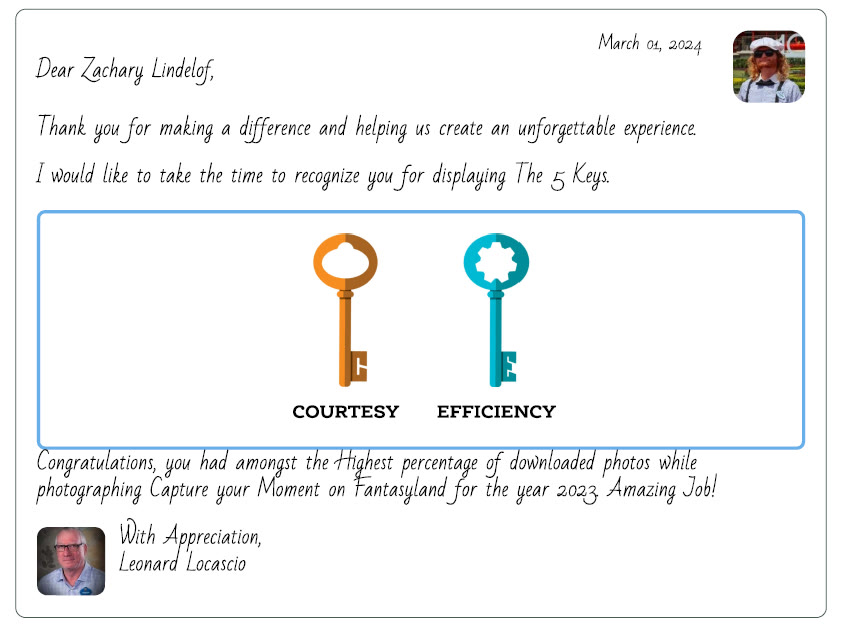 March 01, 2024
Dear Zachary Lindelof,
Thank you for making a difference and helping us create an unforgettable experience.
I would like to take the time to recognize you for displaying The 5 Keys.
C E
COURTESY EFFICIENCY
Congratulations, you had amongst the Highest percentage of downloaded photos while
photographing Capture your Moment on Fantasyland for the year 2023. Amazing Job!
With Appreciation,
Leonard Locascio